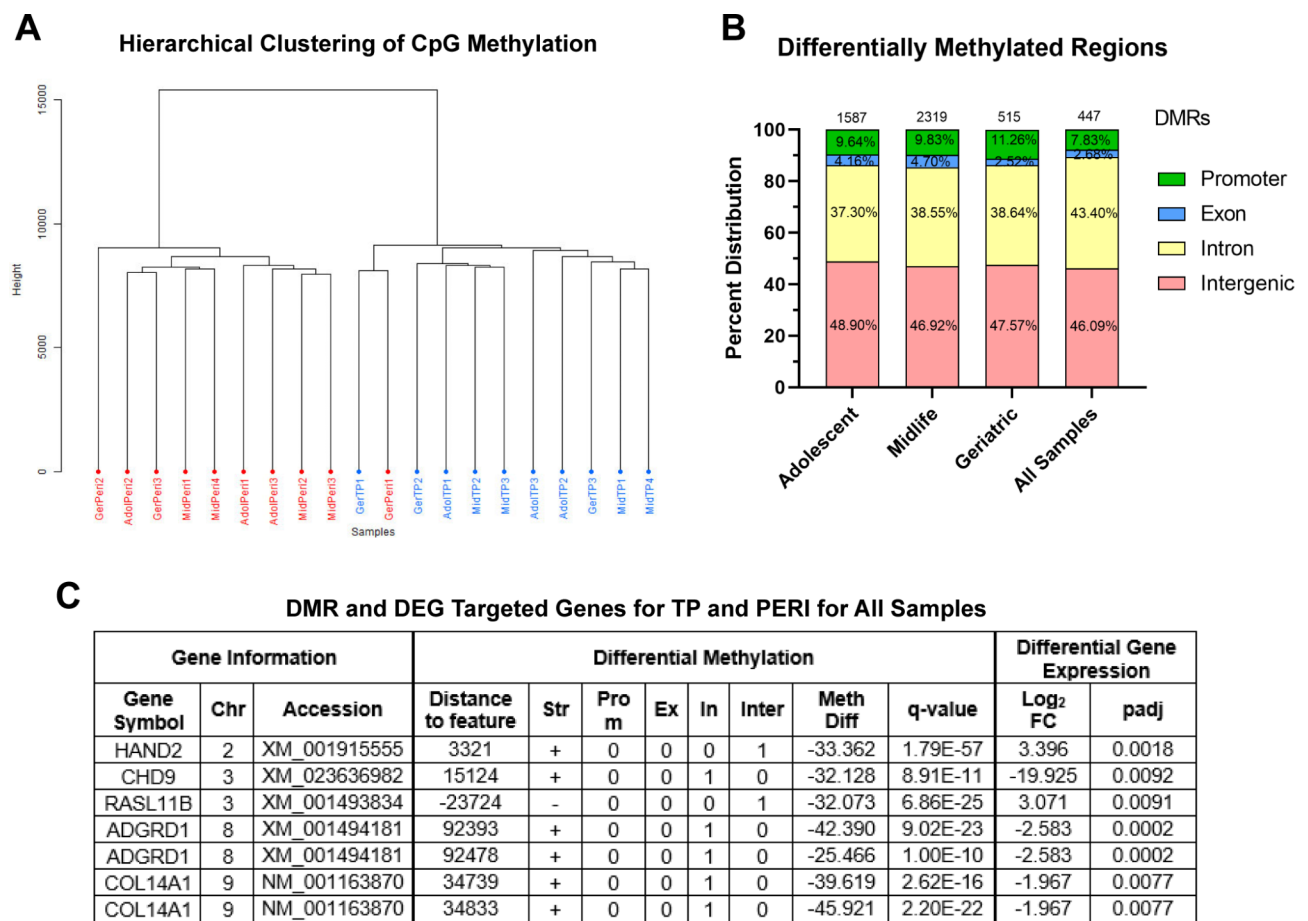 A
Hierarchical Clustering of CpG Methylation
Height
15000
10000
5000
0
GerPeri2
AdolPeri2
GerPeri3
MidPeri1
MidPeri4
AdolPeri1
AdolPeri3
MidPeri2
MidPeri3
GerTP1
GerPeri1
GerTP2
AdolTP1
MidTP2
MidTP3
AdolTP3
AdolTP2
GerTP3
MidTP1
MidTP4
Samples
B
Differentially Methylated Regions
1587 2319 515 447 DMRs
Percent Distribution
100
80
60
40
20
0
9.64% 9.83% 11.26% 7.83%
4.16% 4.70% 2.52% 2.68%
37.30% 38.55% 38.64% 43.40%
48.90% 46.92% 47.57% 46.09%
Adolescent
Midlife
Geriatric
All Samples
Promoter
Exon
Intron
Intergenic
C
DMR and DEG Targeted Genes for TP and PERI for All Samples
Gene Information Differential Methylation Differential Gene Expression
Gene Symbol Chr Accession Distance to feature Str Pro m Ex In Inter Meth Diff q-value Log2 FC padj
HAND2 2 XM_001915555 3321 + 0 0 0 1 -33.362 1.79E-57 3.396 0.0018
CHD9 3 XM_023636982 15124 + 0 0 1 0 -32.128 8.91E-11 -19.925 0.0092
RASL11B 3 XM_001493834 -23724 - 0 0 0 1 -32.073 6.86E-25 3.071 0.0091
ADGRD1 8 XM_001494181 92393 + 0 0 1 0 -42.390 9.02E-23 -2.583 0.0002
ADGRD1 8 XM_001494181 92478 + 0 0 1 0 -25.466 1.00E-10 -2.583 0.0002
COL14A1 9 NM_001163870 34739 + 0 0 1 0 -39.619 2.62E-16 -1.967 0.0077
COL14A1 9 NM_001163870 34833 + 0 0 1 0 -45.921 2.20E-22 -1.967 0.0077